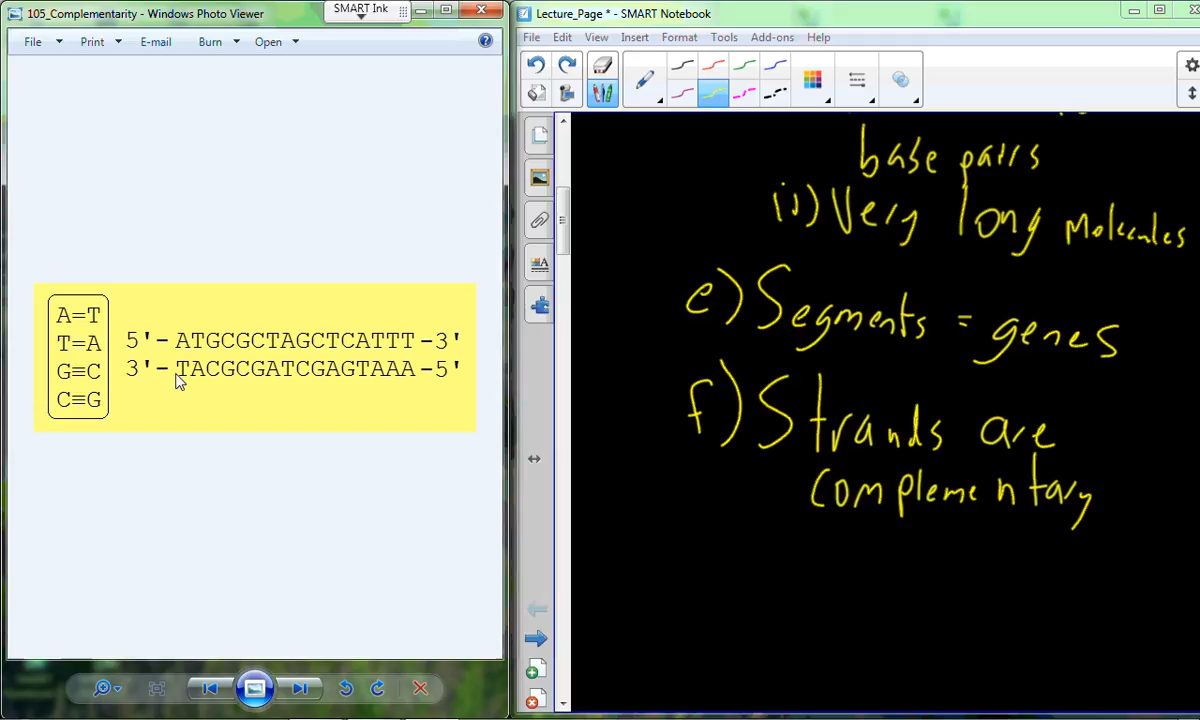 105_Complementarity - Windows Photo Viewer
SMART Ink
File Print E-mail Burn Open
A=T
T=A
G≡C
C≡G
5'-ATGCGCTAGCTCATTT-3'
3'-TACGCGATCGAGTAAA-5'
Lecture_Page * - SMART Notebook
File Edit View Insert Format Tools Add-ons Help
base pairs
ii) Very long molecules
e) Segments = genes
f) Strands are
complementary